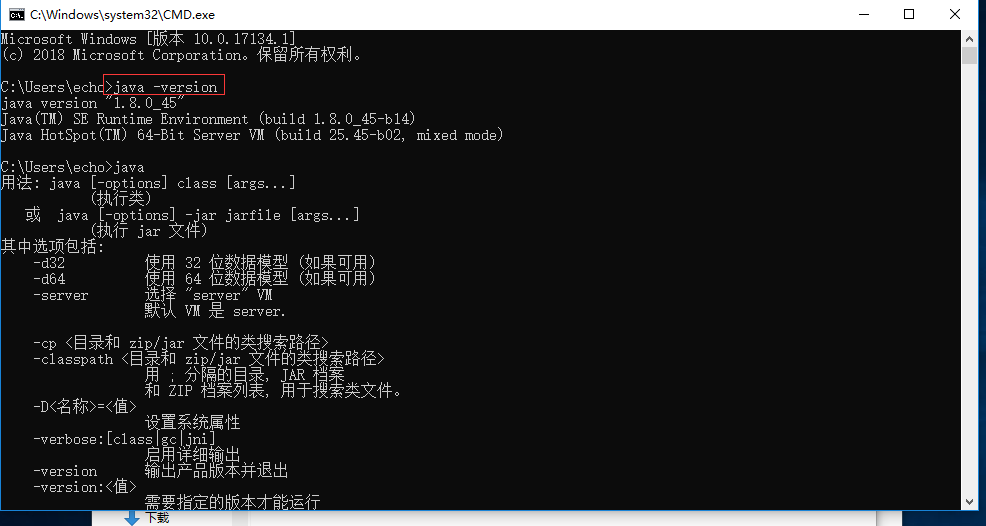 C:\Windows\system32\CMD.exe
Microsoft Windows [版本 10.0.17134.1]
(c) 2018 Microsoft Corporation。保留所有权利。
C:\Users\echo>java -version
java version "1.8.0_45"
Java(TM) SE Runtime Environment (build 1.8.0_45-b14)
Java HotSpot(TM) 64-Bit Server VM (build 25.45-b02, mixed mode)
C:\Users\echo>java
用法: java [-options] class [args...]
(执行类)
或 java [-options] -jar jarfile [args...]
(执行 jar 文件)
其中选项包括:
-d32 使用 32 位数据模型 (如果可用)
-d64 使用 64 位数据模型 (如果可用)
-server 选择 "server" VM
默认 VM 是 server.
-cp <目录和 zip/jar 文件的类搜索路径>
-classpath <目录和 zip/jar 文件的类搜索路径>
用 ; 分隔的目录, JAR 档案
和 ZIP 档案列表, 用于搜索类文件。
-D<名称>=<值>
设置系统属性
-verbose:[class|gc|jni]
启用详细输出
-version 输出产品版本并退出
-version:<值>
需要指定的版本才能运行
下载